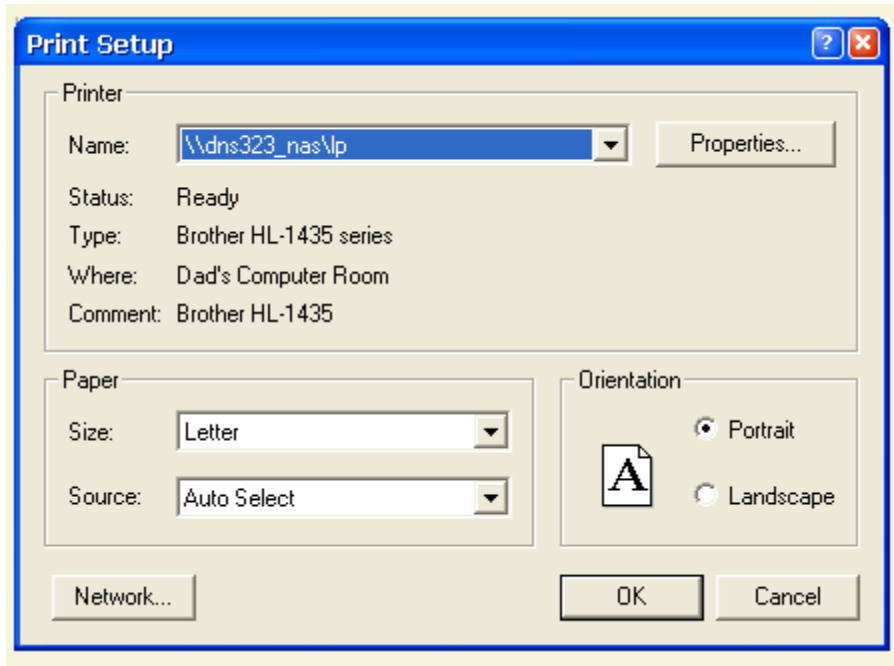 Print Setup
Printer
Name: \\dns323_nas\lp Properties...
Status: Ready
Type: Brother HL-1435 series
Where: Dad's Computer Room
Comment: Brother HL-1435
Paper
Size: Letter
Source: Auto Select
Orientation
A
Portrait
Landscape
Network... OK Cancel